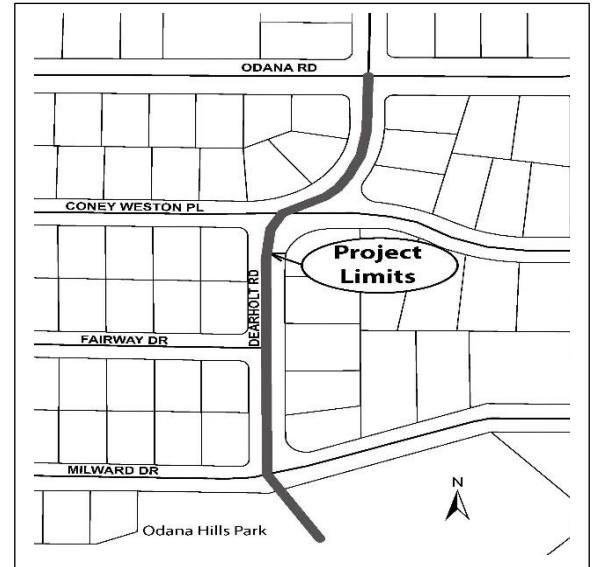 ODANA RD
CONEY WESTON PL
Project
Limits
DEARHOLT RD
FAIRWAY DR
MILWARD DR
N
Odana Hills Park